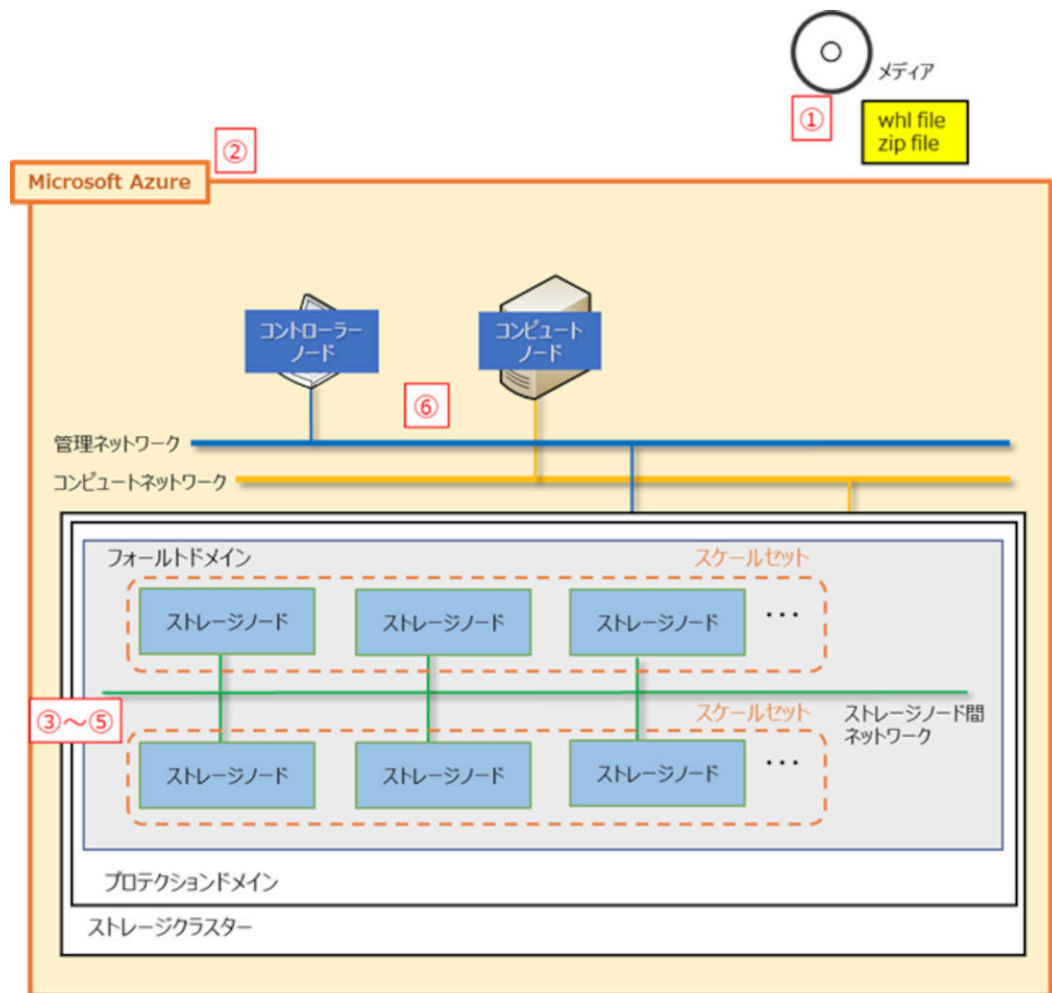 メディア
①
whl file
zip file
②
Microsoft Azure
コントローラー
ノード
コンピュート
ノード
⑥
管理ネットワーク
コンピュートネットワーク
フォールトドメイン
スケールセット
ストレージノード
ストレージノード
ストレージノード
・・・
③～⑤
スケールセット
ストレージノード間
ネットワーク
ストレージノード
ストレージノード
ストレージノード
・・・
プロテクションドメイン
ストレージクラスター